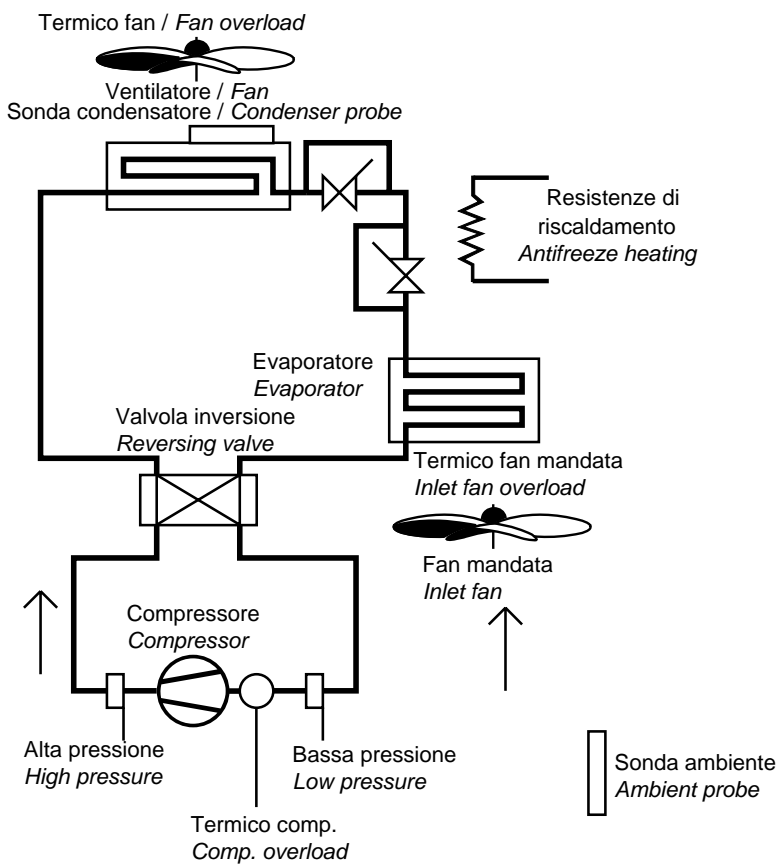 Termico fan / Fan overload
Ventilatore / Fan
Sonda condensatore / Condenser probe
Resistenze di
riscaldamento
Antifreeze heating
Evaporatore
Evaporator
Valvola inversione
Reversing valve
Termico fan mandata
Inlet fan overload
Fan mandata
Inlet fan
Compressore
Compressor
Alta pressione
High pressure
Bassa pressione
Low pressure
Sonda ambiente
Ambient probe
Termico comp.
Comp. overload